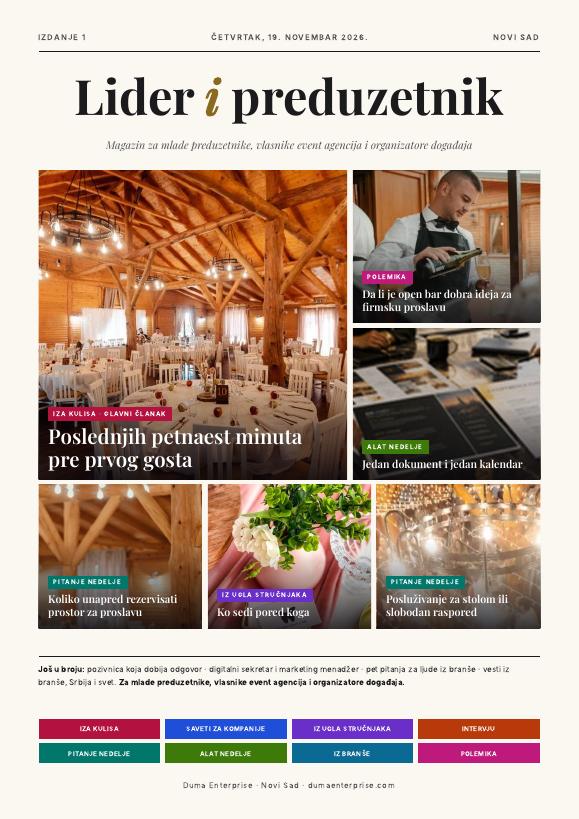 IZDANJE 1
ČETVRTAK, 19. NOVEMBAR 2026.
NOVI SAD
Lider i preduzetnik
Magazin za mlade preduzetnike, vlasnike event agencija i organizatore događaja
IZA KULISA · GLAVNI ČLANAK
Poslednjih petnaest minuta
pre prvog gosta
POLEMIKA
Da li je open bar dobra ideja za
firmsku proslavu
ALAT NEDELJE
Jedan dokument i jedan kalendar
PITANJE NEDELJE
Koliko unapred rezervisati
prostor za proslavu
IZ UGLA STRUČNJAKA
Ko sedi pored koga
PITANJE NEDELJE
Posluživanje za stolom ili
slobodan raspored
Još u broju: pozivnica koja dobija odgovor · digitalni sekretar i marketing menadžer · pet pitanja za ljude iz branše · vesti iz
branše, Srbija i svet. Za mlade preduzetnike, vlasnike event agencija i organizatore događaja.
IZA KULISA
SAVETI ZA KOMPANIJE
IZ UGLA STRUČNJAKA
INTERVJU
PITANJE NEDELJE
ALAT NEDELJE
IZ BRANŠE
POLEMIKA
Duma Enterprise · Novi Sad · dumaenterprise.com